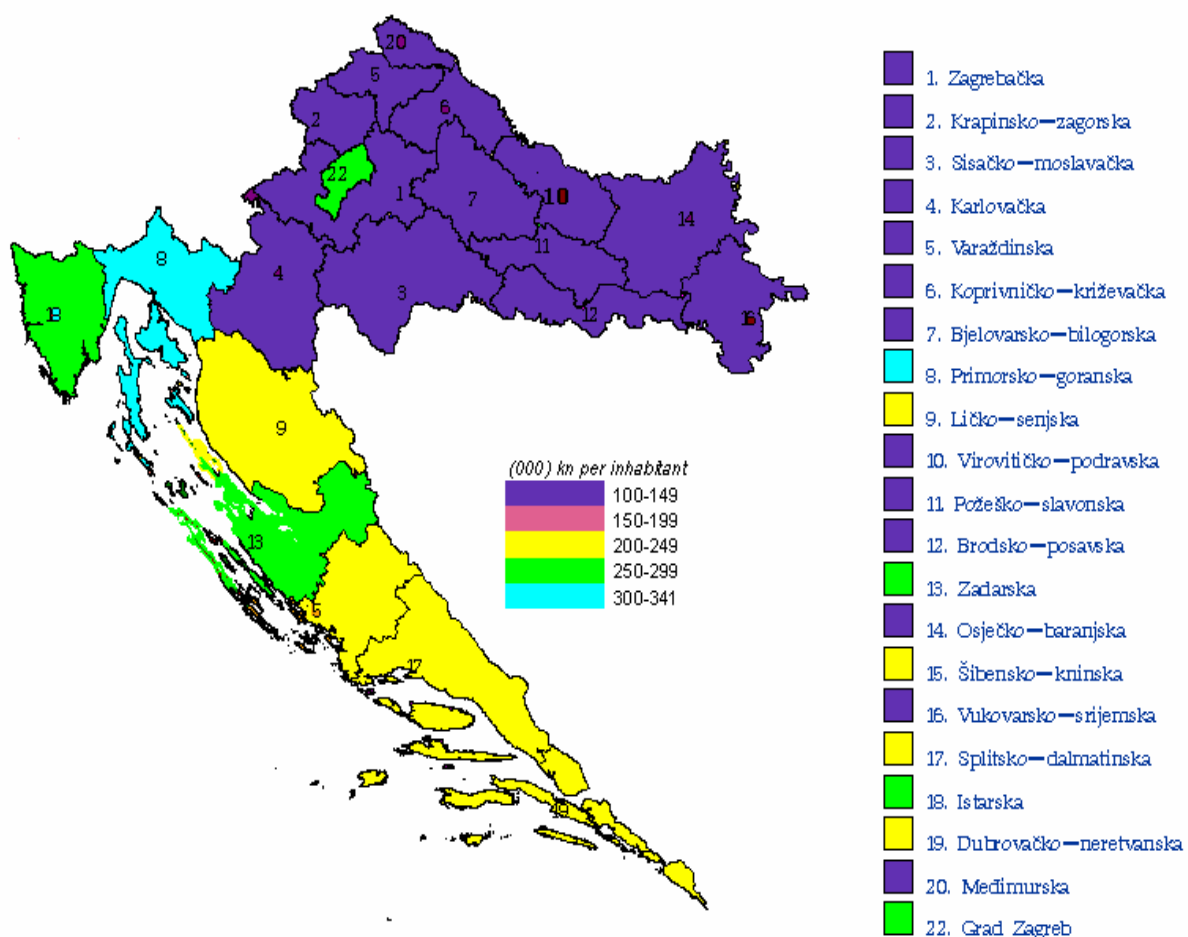 20
5
6
2
22
1
7
10
14
11
8
4
3
12
16
18
9
(000) kn per inhabitant
100-149
150-199
200-249
250-299
300-341
13
15
17
19
1. Zagrebačka
2. Krapinsko—zagorska
3. Sisačko—moslavačka
4. Karlovačka
5. Varaždinska
6. Koprivničko—križevačka
7. Bjelovarsko—bilogorska
8. Primorsko—goranska
9. Ličko—senjska
10. Virovitičko—podravska
11. Požeško—slavonska
12. Brodsko—posavska
13. Zadarska
14. Osječko—baranjska
15. Šibensko—kninska
16. Vukovarsko—srijemska
17. Splitsko—dalmatinska
18. Istarska
19. Dubrovačko—neretvanska
20. Međimurska
22. Grad Zagreb